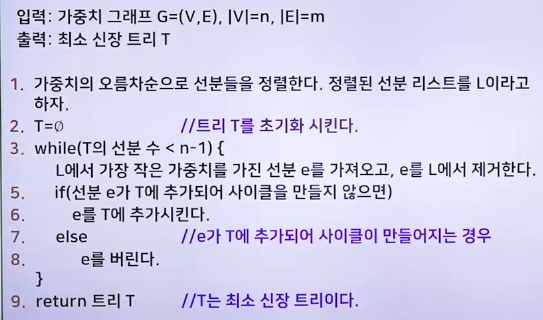 입력: 가중치 그래프 G=(V,E), |V|=n, |E|=m
출력: 최소 신장 트리 T
1. 가중치의 오름차순으로 선분들을 정렬한다. 정렬된 선분 리스트를 L이라고
하자.
2. T=∅ //트리 T를 초기화 시킨다.
3. while(T의 선분 수 < n-1) {
L에서 가장 작은 가중치를 가진 선분 e를 가져오고, e를 L에서 제거한다.
5. if(선분 e가 T에 추가되어 사이클을 만들지 않으면)
6. e를 T에 추가시킨다.
7. else //e가 T에 추가되어 사이클이 만들어지는 경우
8. e를 버린다.
}
9. return 트리 T //T는 최소 신장 트리이다.